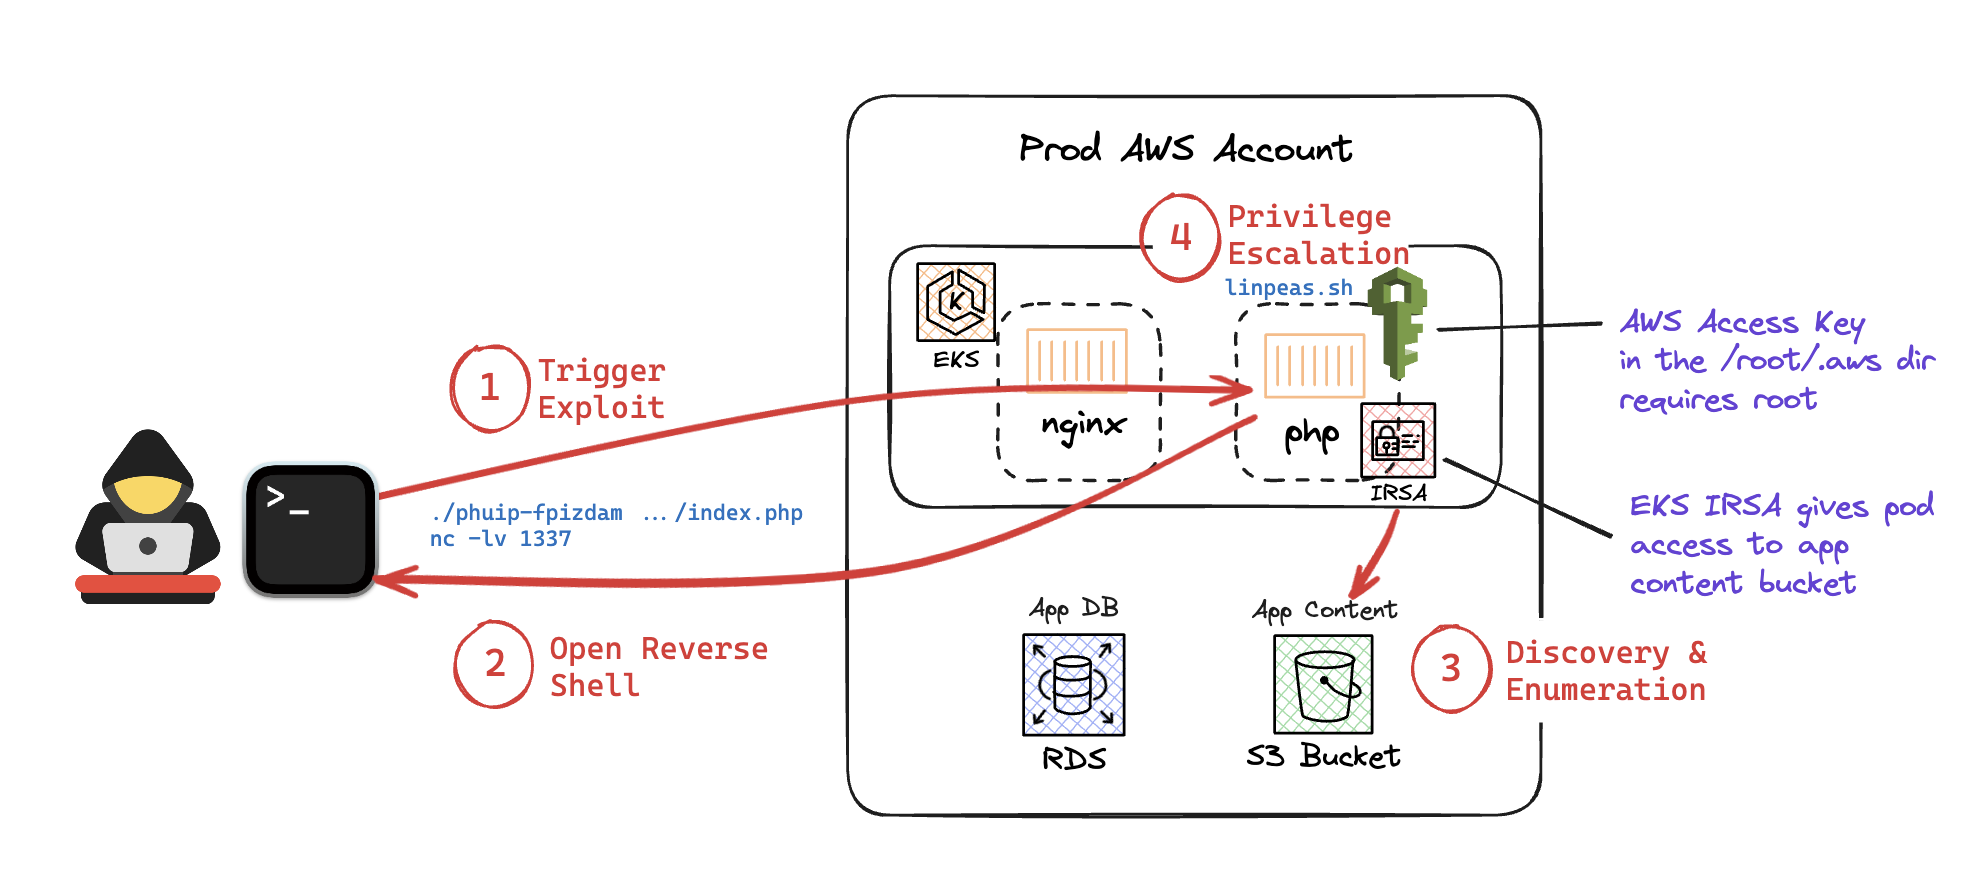 Prod AWS Account
4
Privilege
Escalation
linpeas.sh
K
EKS
nginx
php
IRSA
AWS Access Key
in the /root/.aws dir
requires root
EKS IRSA gives pod
access to app
content bucket
1
Trigger
Exploit
>_
./phuip-fpizdam .../index.php
nc -lv 1337
2
Open Reverse
Shell
App DB
RDS
App Content
S3 Bucket
3
Discovery &
Enumeration